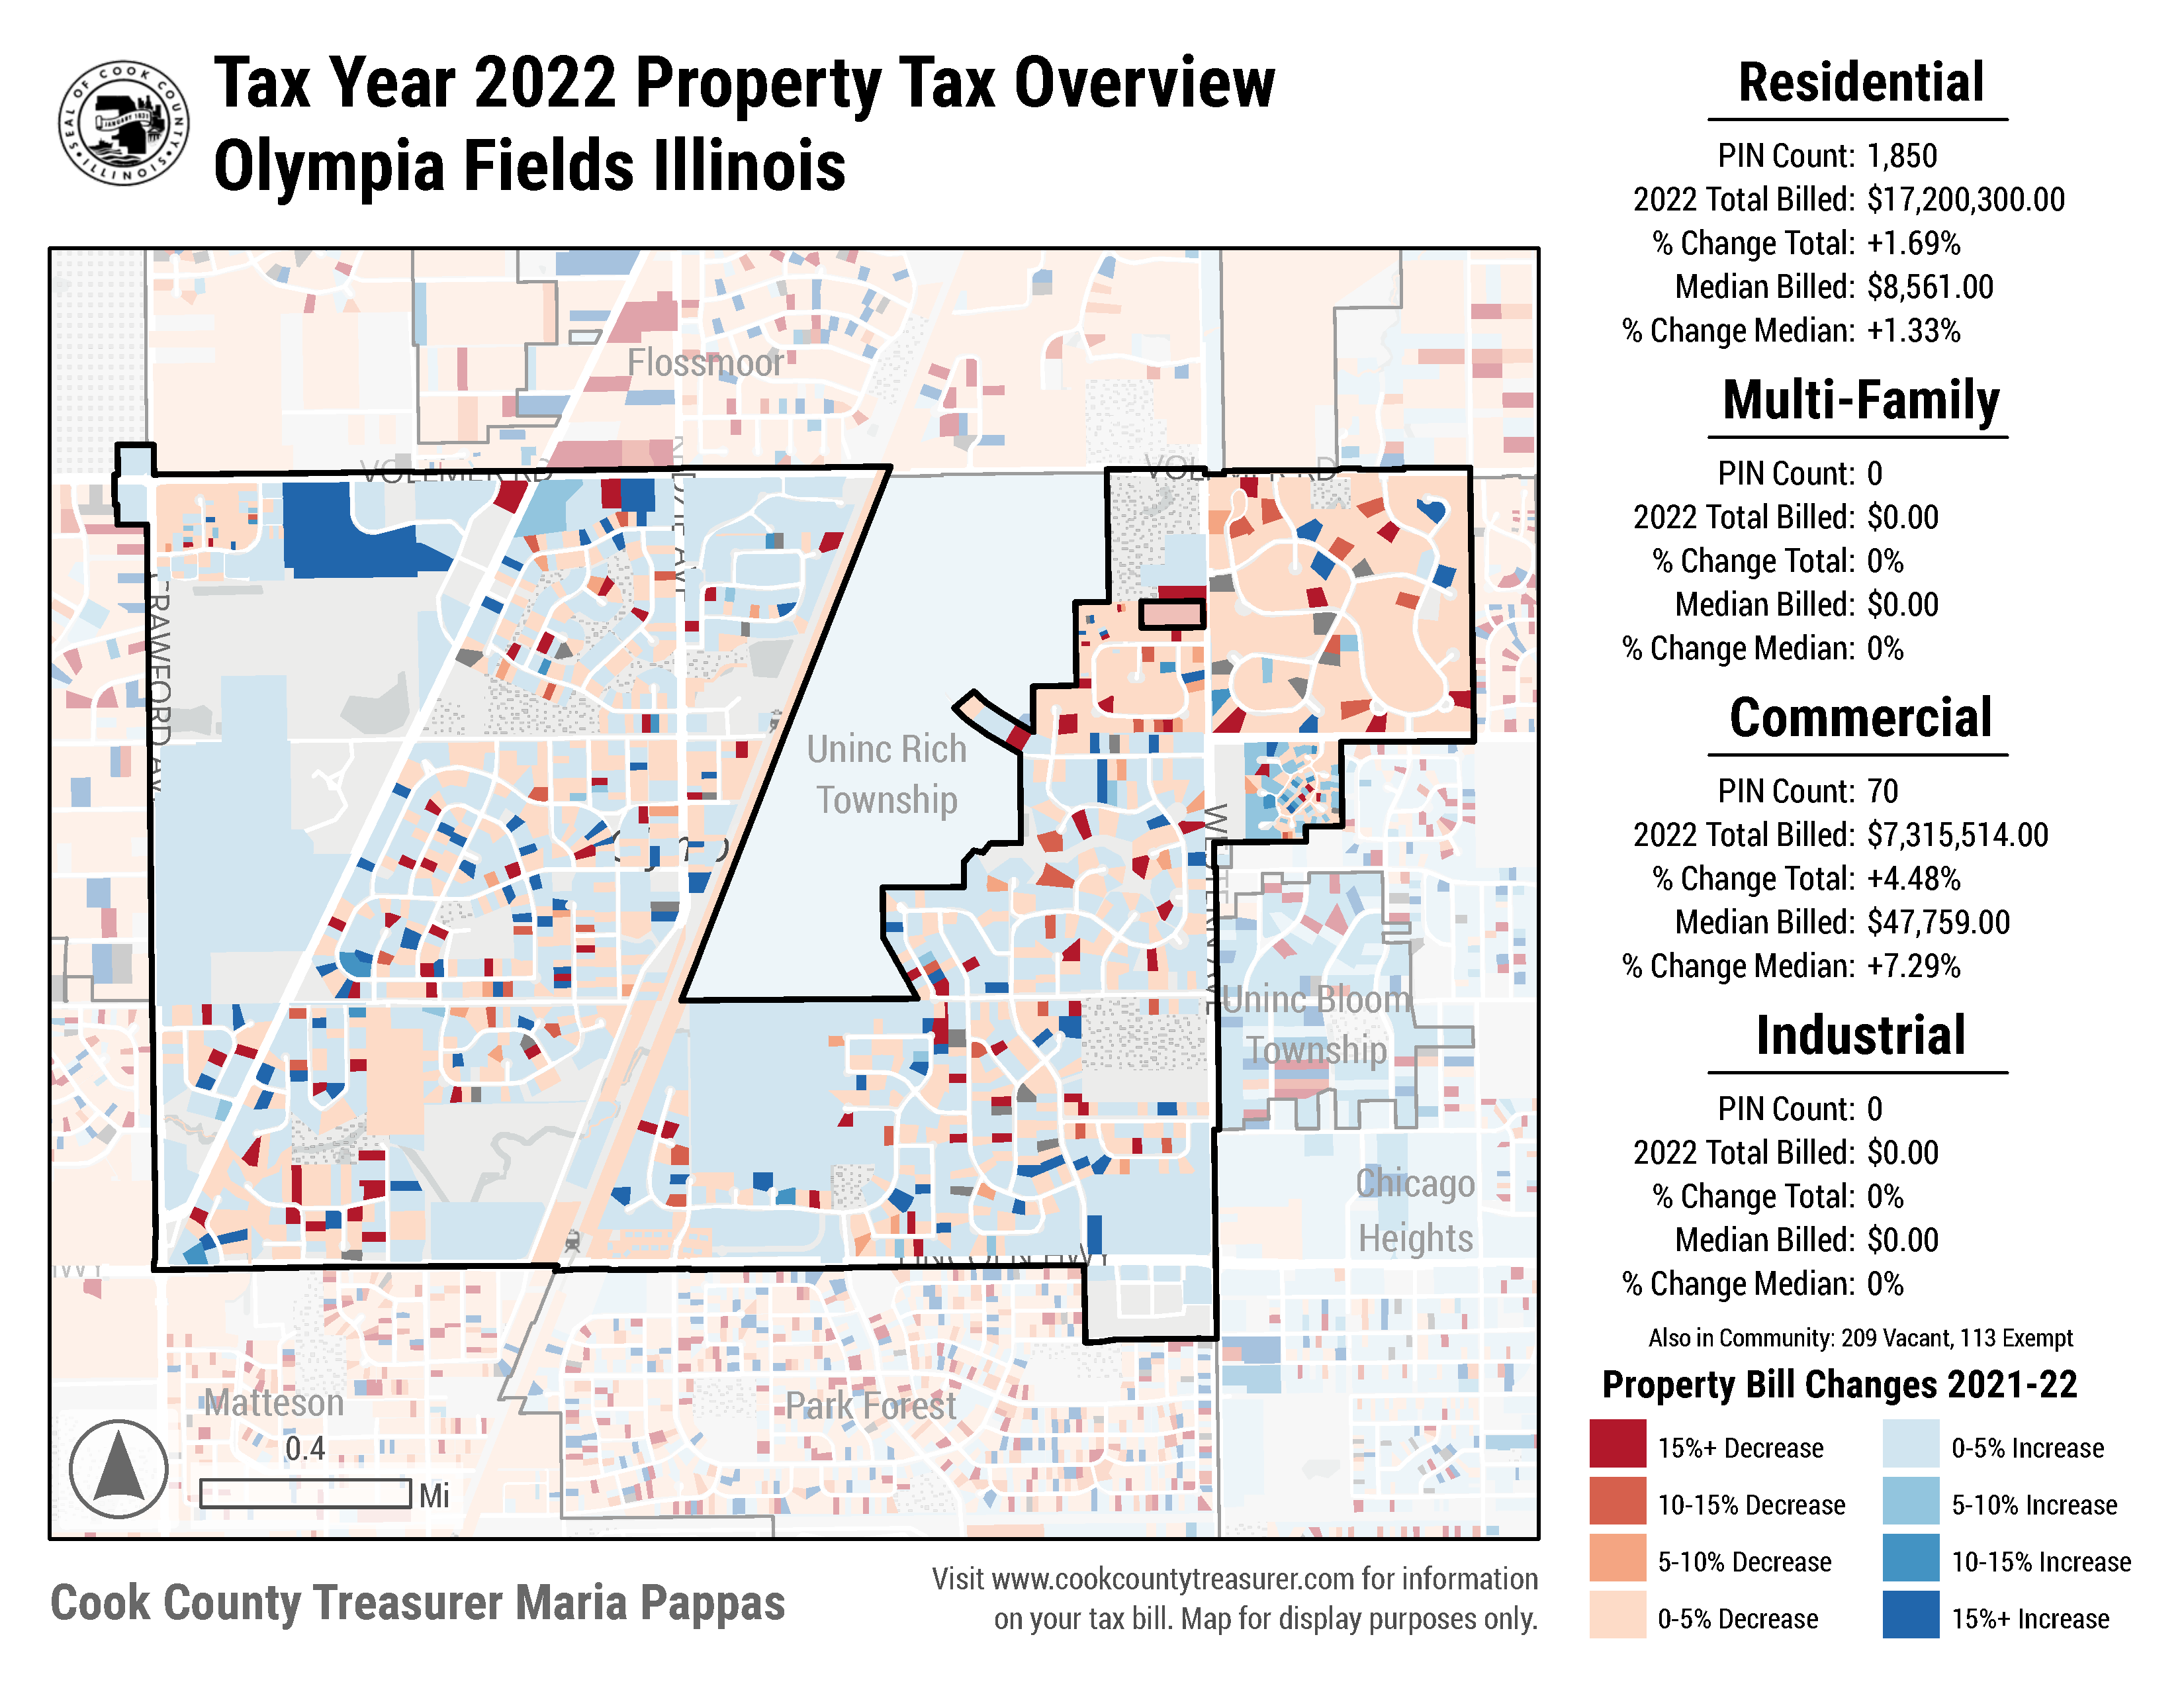 SEAL OF COOK COUNTY
ILLINOIS
JANUARY 1831
Tax Year 2022 Property Tax Overview
Olympia Fields Illinois
Flossmoor
VOLLMER RD
Uninc Rich
Township
Uninc Bloom
Township
Chicago
Heights
Matteson
Park Forest
0.4
Mi
Cook County Treasurer Maria Pappas
Visit www.cookcountytreasurer.com for information
on your tax bill. Map for display purposes only.
Residential
PIN Count: 1,850
2022 Total Billed: $17,200,300.00
% Change Total: +1.69%
Median Billed: $8,561.00
% Change Median: +1.33%
Multi-Family
PIN Count: 0
2022 Total Billed: $0.00
% Change Total: 0%
Median Billed: $0.00
% Change Median: 0%
Commercial
PIN Count: 70
2022 Total Billed: $7,315,514.00
% Change Total: +4.48%
Median Billed: $47,759.00
% Change Median: +7.29%
Industrial
PIN Count: 0
2022 Total Billed: $0.00
% Change Total: 0%
Median Billed: $0.00
% Change Median: 0%
Also in Community: 209 Vacant, 113 Exempt
Property Bill Changes 2021-22
15%+ Decrease
10-15% Decrease
5-10% Decrease
0-5% Decrease
0-5% Increase
5-10% Increase
10-15% Increase
15%+ Increase